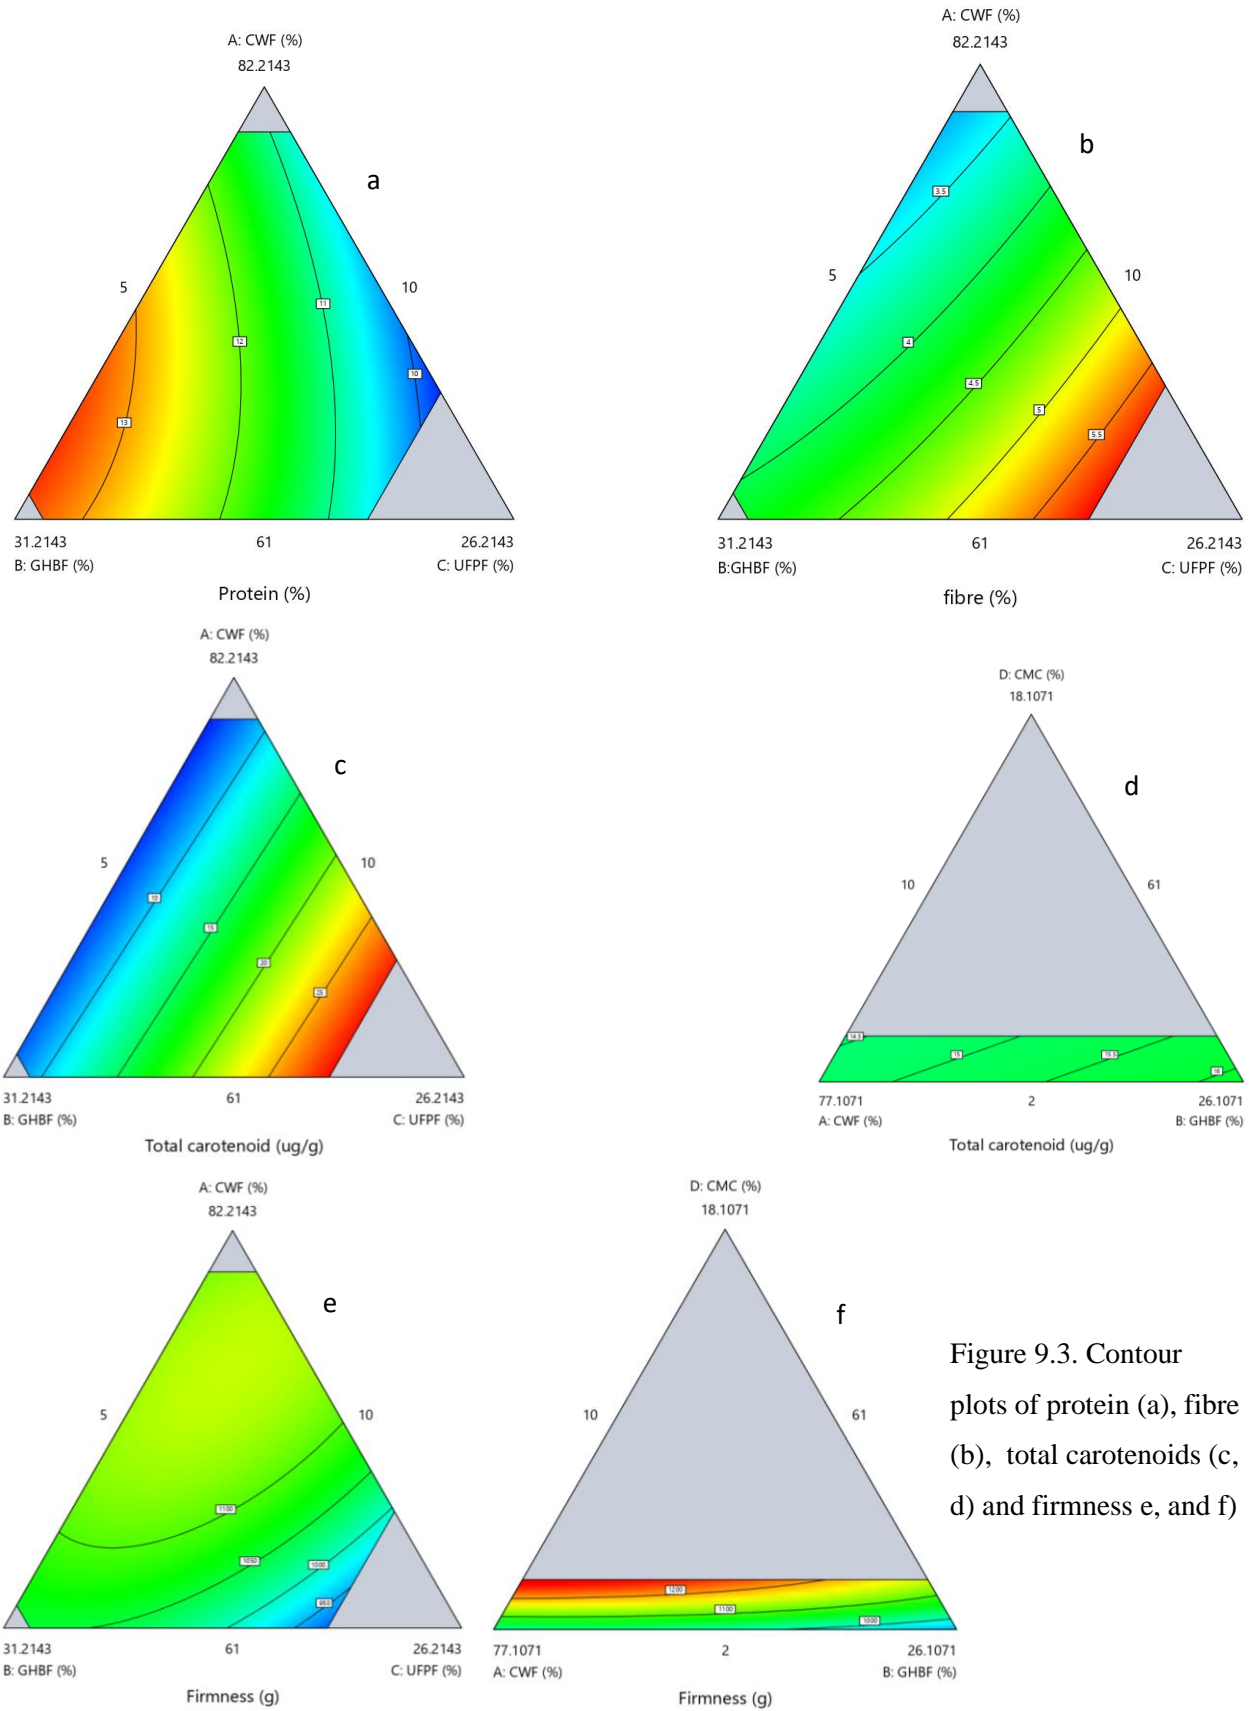 A: CWF (%)
82.2143
a
5
10
11
12
10
13
31.2143
61
26.2143
B: GHBF (%)
C: UFPF (%)
Protein (%)
A: CWF (%)
82.2143
b
3.5
5
10
4
4.5
5
5.5
31.2143
61
26.2143
B:GHBF (%)
C: UFPF (%)
fibre (%)
A: CWF (%)
82.2143
c
5
10
10
15
20
25
31.2143
61
26.2143
B: GHBF (%)
C: UFPF (%)
Total carotenoid (ug/g)
D: CMC (%)
18.1071
d
10
61
14.5
15
15.5
16
77.1071
2
26.1071
A: CWF (%)
B: GHBF (%)
Total carotenoid (ug/g)
A: CWF (%)
82.2143
e
5
10
1100
1050
1000
950
31.2143
61
26.2143
B: GHBF (%)
C: UFPF (%)
Firmness (g)
D: CMC (%)
18.1071
f
10
61
1200
1100
1000
77.1071
2
26.1071
A: CWF (%)
B: GHBF (%)
Firmness (g)
Figure 9.3. Contour
plots of protein (a), fibre
(b), total carotenoids (c,
d) and firmness e, and f)